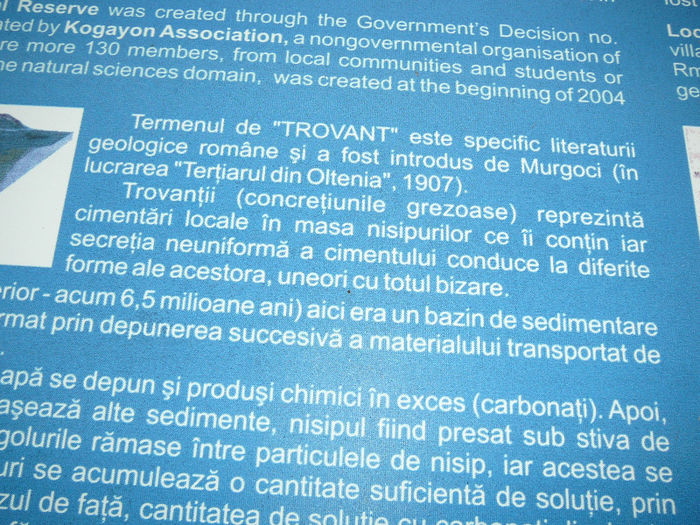 Reserve was created through the Government's Decision no.
by Kogayon Association, a nongovernmental organisation of
more 130 members, from local communities and students or
natural sciences domain, was created at the beginning of 2004
Termenul de "TROVANT" este specific literaturii
geologice române şi a fost introdus de Murgoci (în
lucrarea "Terţiarul din Oltenia", 1907).
Trovanţii (concreţiunile grezoase) reprezintă
cimentări locale în masa nisipurilor ce îi conţin iar
secreţia neuniformă a cimentului conduce la diferite
forme ale acestora, uneori cu totul bizare.
erior - acum 6,5 milioane ani) aici era un bazin de sedimentare
rmat prin depunerea succesivă a materialului transportat de
apă se depun şi produşi chimici în exces (carbonaţi). Apoi,
aşează alte sedimente, nisipul fiind presat sub stiva de
golurile rămase între particulele de nisip, iar acestea se
uri se acumulează o cantitate suficientă de soluţie, prin
zul de faţă, cantitatea de soluţie cu
lost
Loc
villa
Rm
ge